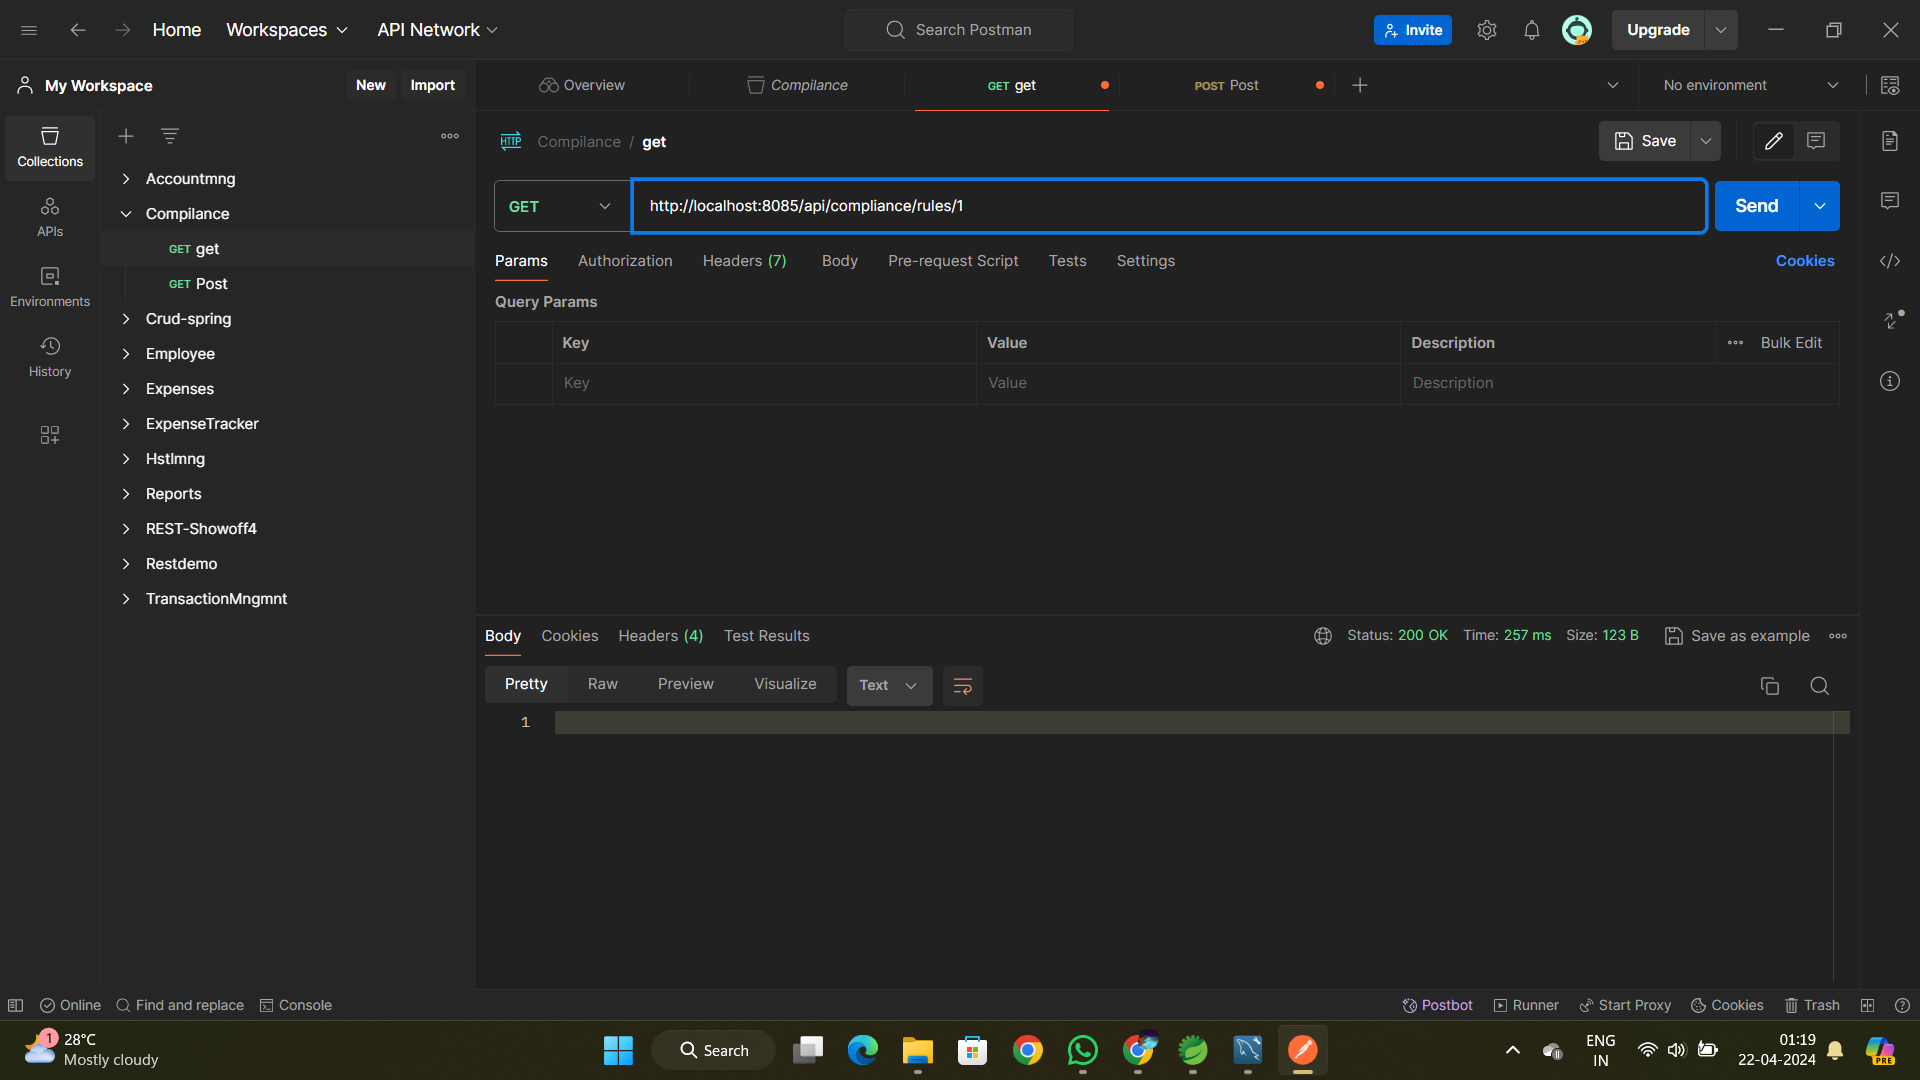 Home Workspaces API Network Search Postman Invite Upgrade
My Workspace New Import Overview Compilance GET get POST Post No environment
Collections
APIs
Environments
History
Accountmng
Compilance
GET get
GET Post
Crud-spring
Employee
Expenses
ExpenseTracker
Hstlmng
Reports
REST-Showoff4
Restdemo
TransactionMngmnt
HTTP Compilance / get Save
GET http://localhost:8085/api/compliance/rules/1 Send
Params Authorization Headers (7) Body Pre-request Script Tests Settings Cookies
Query Params
Key Value Description Bulk Edit
Key Value Description
Body Cookies Headers (4) Test Results Status: 200 OK Time: 257 ms Size: 123 B Save as example
Pretty Raw Preview Visualize Text
1
Online Find and replace Console Postbot Runner Start Proxy Cookies Trash
1 28°C
Mostly cloudy
Search
ENG
IN
01:19
22-04-2024
PRE